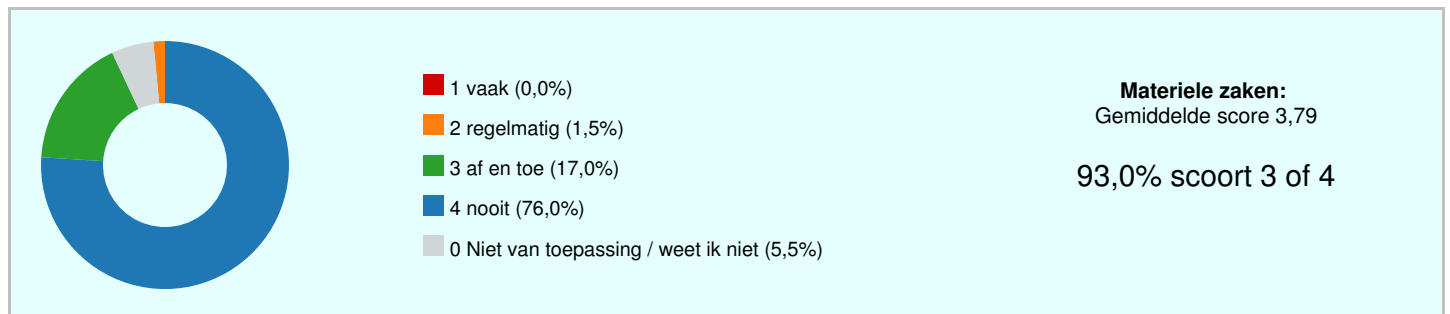 1 vaak (0,0%)
2 regelmatig (1,5%)
3 af en toe (17,0%)
4 nooit (76,0%)
0 Niet van toepassing / weet ik niet (5,5%)
Materiele zaken:
Gemiddelde score 3,79
93,0% scoort 3 of 4